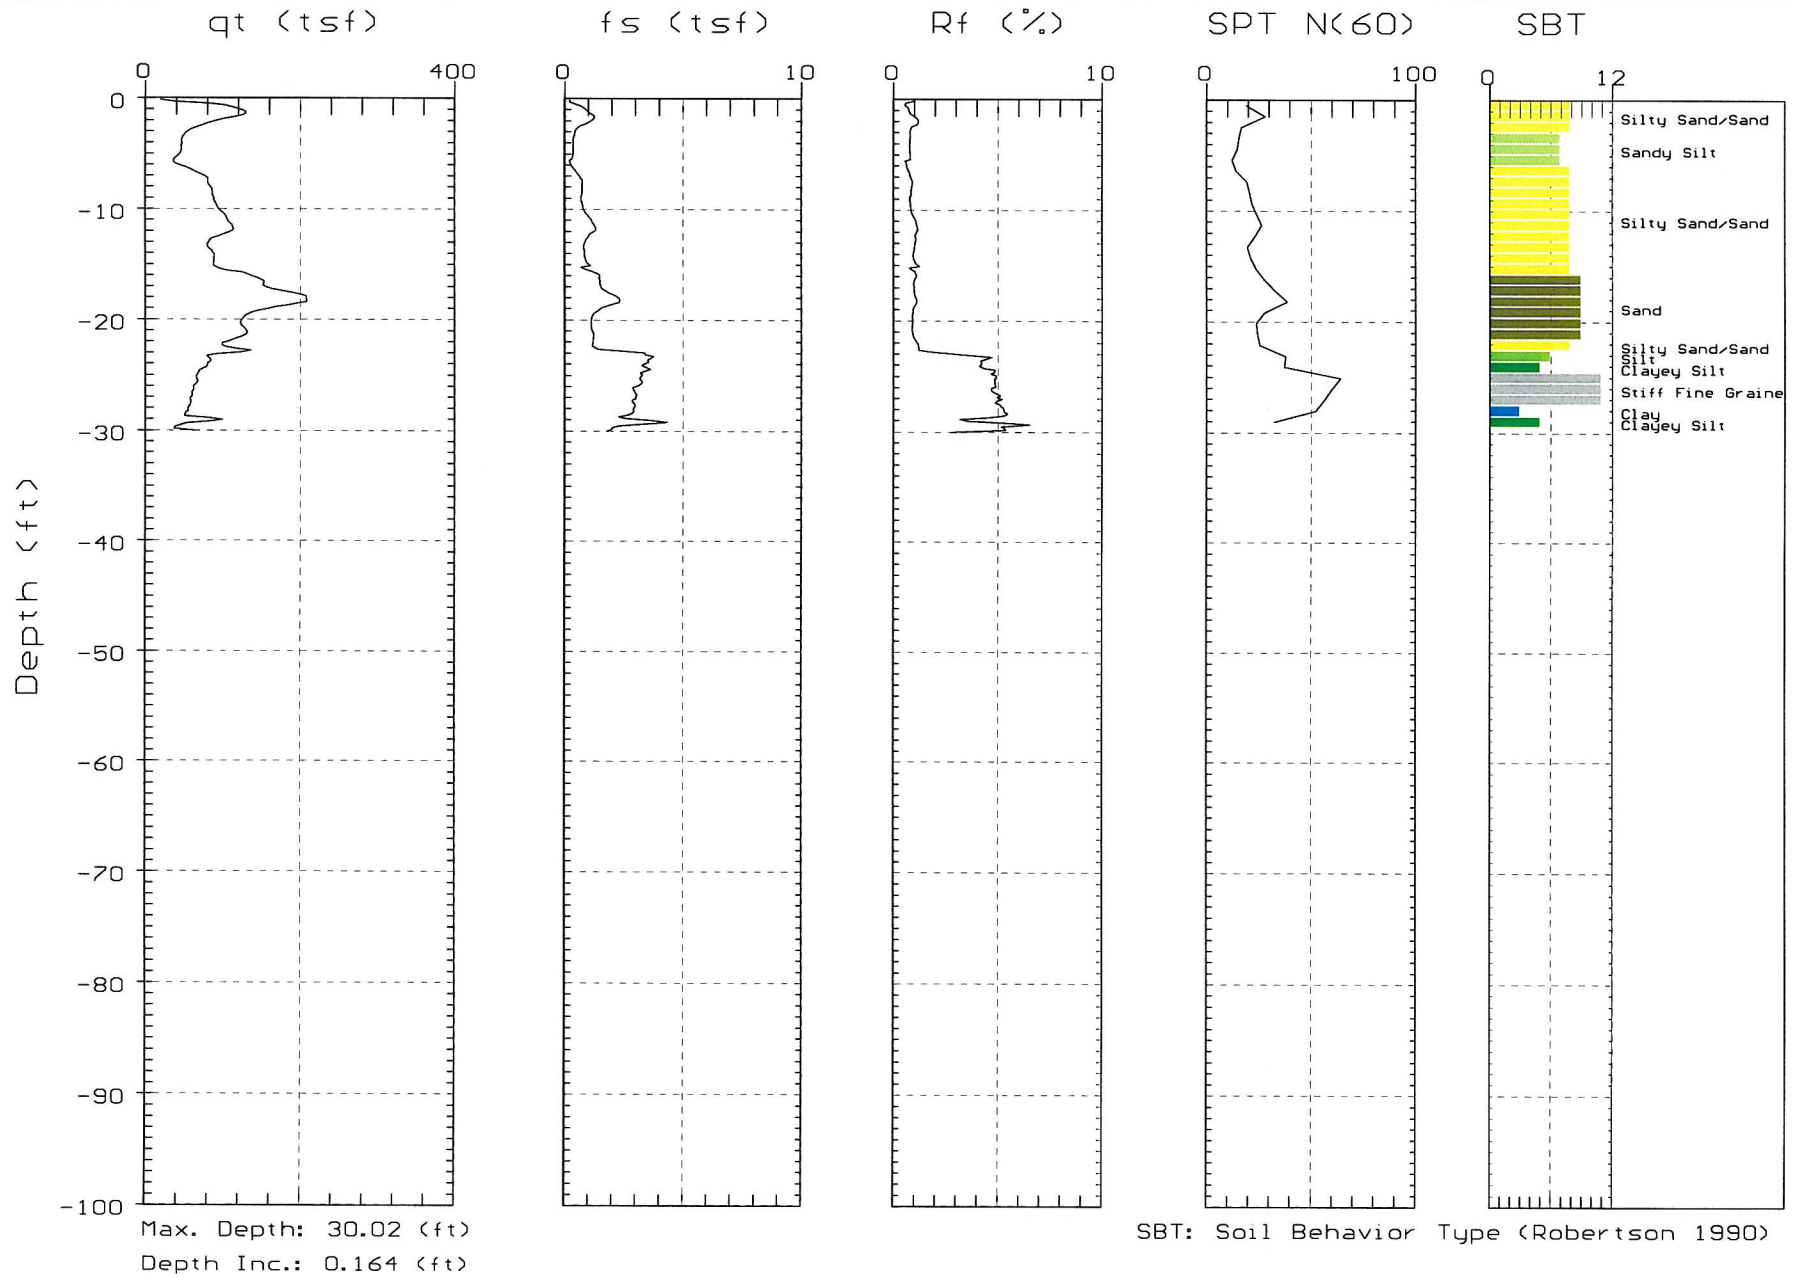 qt (tsf) fs (tsf) Rf (%) SPT N(60) SBT
0 400 0 10 0 10 0 100 0 12
0
-10
-20
-30
-40
-50
-60
-70
-80
-90
-100
Depth (ft)
Silty Sand/Sand
Sandy Silt
Silty Sand/Sand
Sand
Silty Sand/Sand
Silt
Clayey Silt
Stiff Fine Graine
Clay
Clayey Silt
Max. Depth: 30.02 (ft)
Depth Inc.: 0.164 (ft)
SBT: Soil Behavior Type (Robertson 1990)